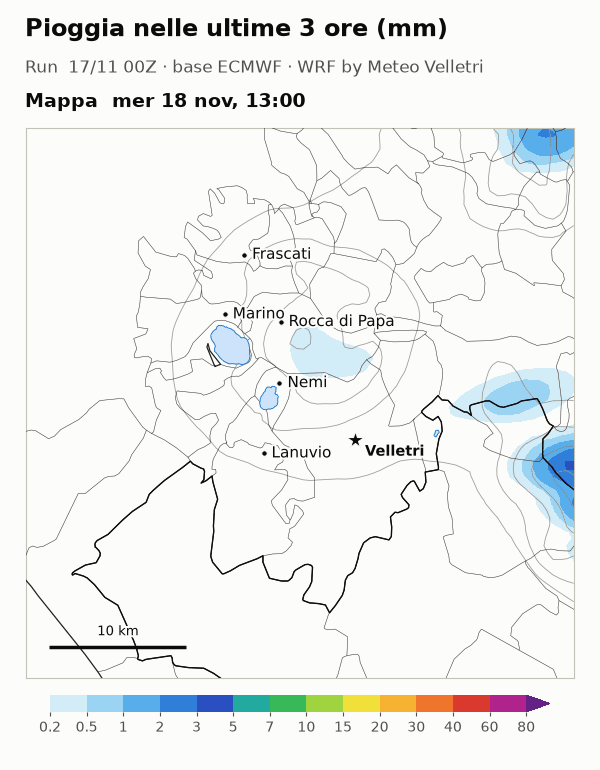 Pioggia nelle ultime 3 ore (mm)
Run  17/11 00Z · base ECMWF · WRF by Meteo Velletri
Mappa  mer 18 nov, 13:00
Frascati
Marino
Rocca di Papa
Nemi
Velletri
Lanuvio
10 km
0.2 0.5 1 2 3 5 7 10 15 20 30 40 60 80